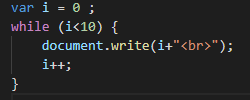 var i = 0 ;
while (i<10) {
    document.write(i+"<br>");
    i++;
}